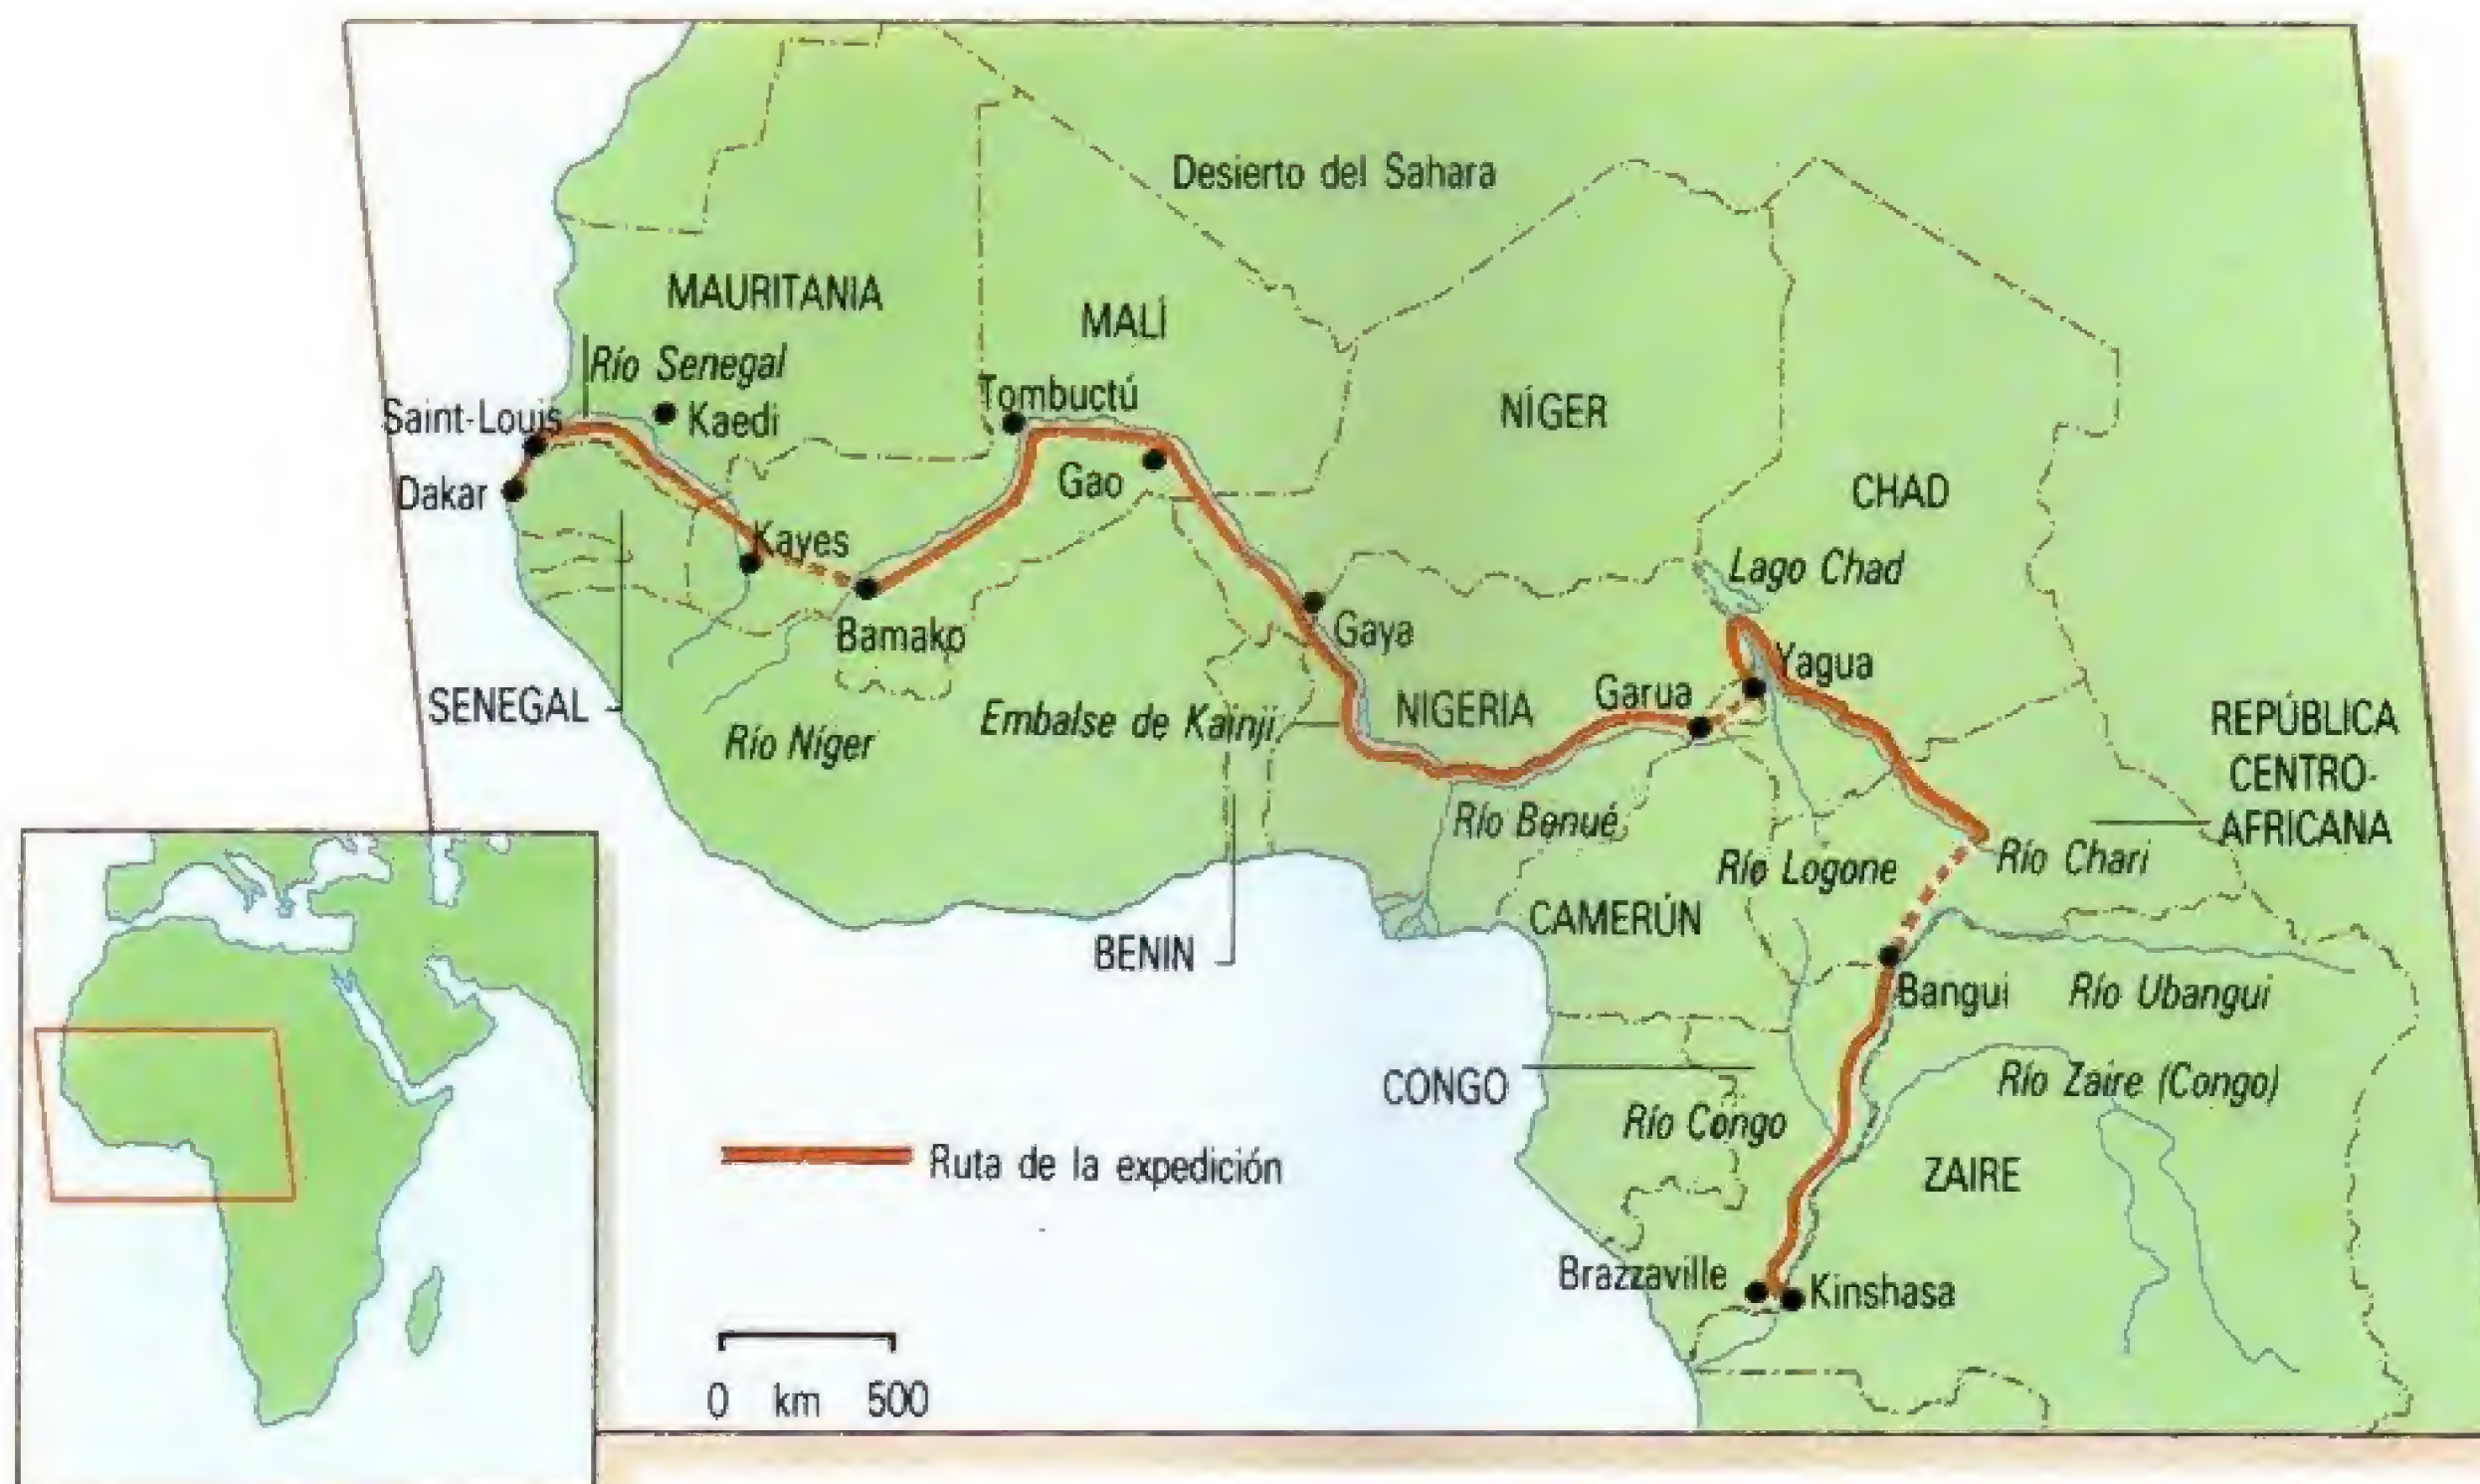 Desierto del Sahara
MAURITANIA
MALÍ
Río Senegal
Tombuctú
NÍGER
Saint-Louis
Kaedi
Gao
CHAD
Dakar
Kayes
Lago Chad
Bamako
Gaya
Yagua
SENEGAL
Garua
Embalse de Kainji
NIGERIA
Río Níger
REPÚBLICA
CENTRO-
AFRICANA
Río Benué
Río Logone
Río Chari
CAMERÚN
BENIN
Bangui
Río Ubangui
CONGO
Río Zaire (Congo)
Río Congo
Ruta de la expedición
ZAIRE
Brazzaville
Kinshasa
0 km 500